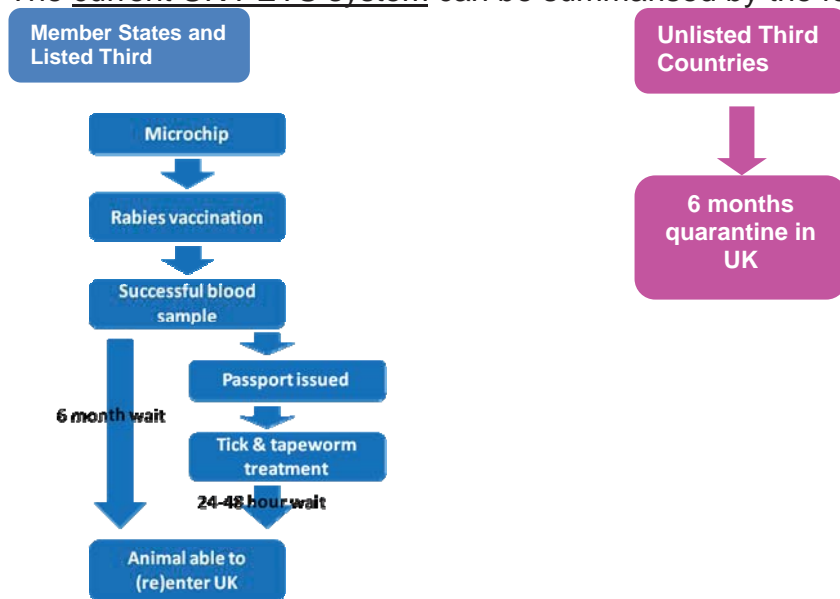 Member States and
Listed Third
Unlisted Third
Countries
Microchip
Rabies vaccination
Successful blood
sample
Passport issued
6 month wait
Tick & tapeworm
treatment
24-48 hour wait
Animal able to
(re)enter UK
6 months
quarantine in
UK